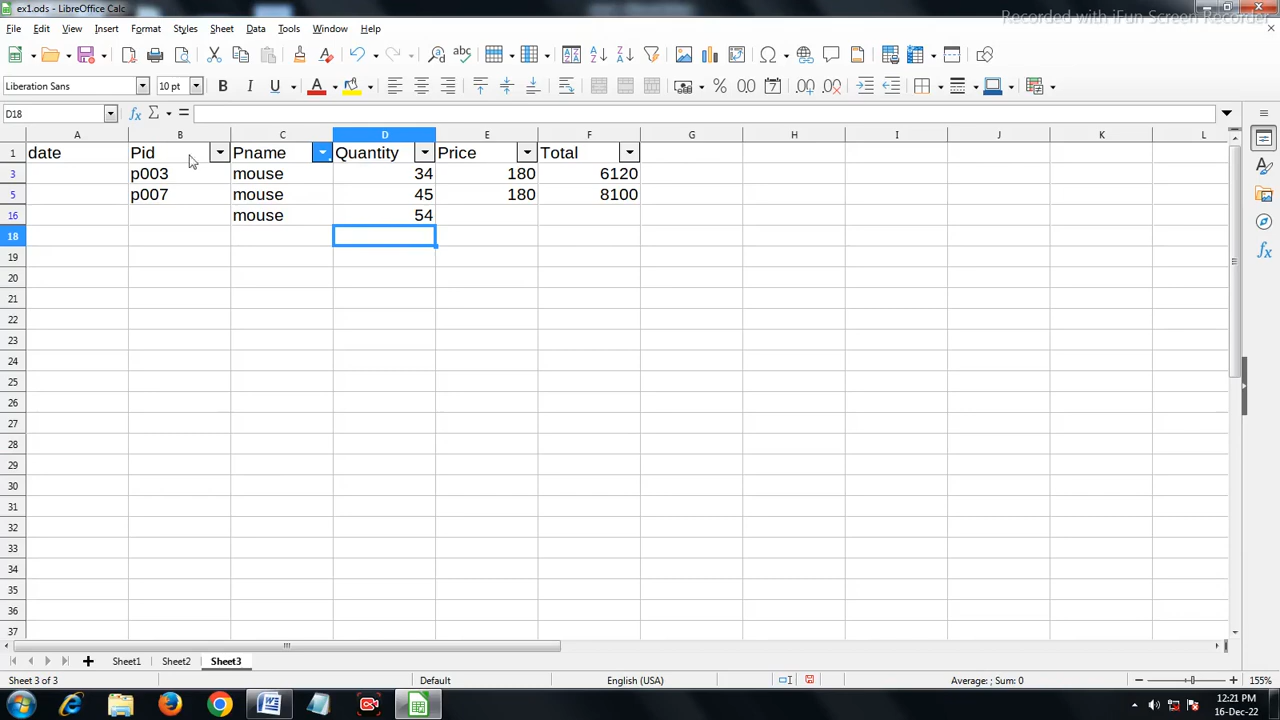 ex1.ods - LibreOffice Calc
Recorded with iFun Screen Recorder
File Edit View Insert Format Styles Sheet Data Tools Window Help
Liberation Sans 10 pt
D18
A B C D E F G H I J K L
1 date Pid Pname Quantity Price Total
3 p003 mouse 34 180 6120
5 p007 mouse 45 180 8100
16 mouse 54
18
19
20
21
22
23
24
25
26
27
28
29
30
31
32
33
34
35
36
37
Sheet1 Sheet2 Sheet3
Sheet 3 of 3 Default English (USA) Average: ; Sum: 0 155%
12:21 PM
16-Dec-22